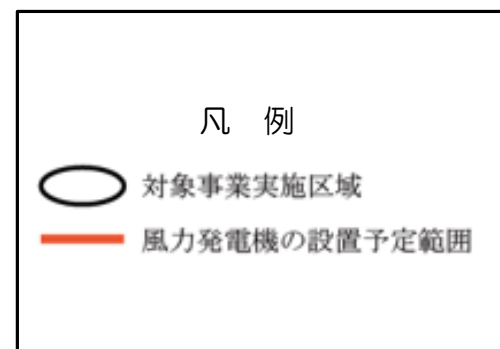 凡　例
対象事業実施区域
風力発電機の設置予定範囲